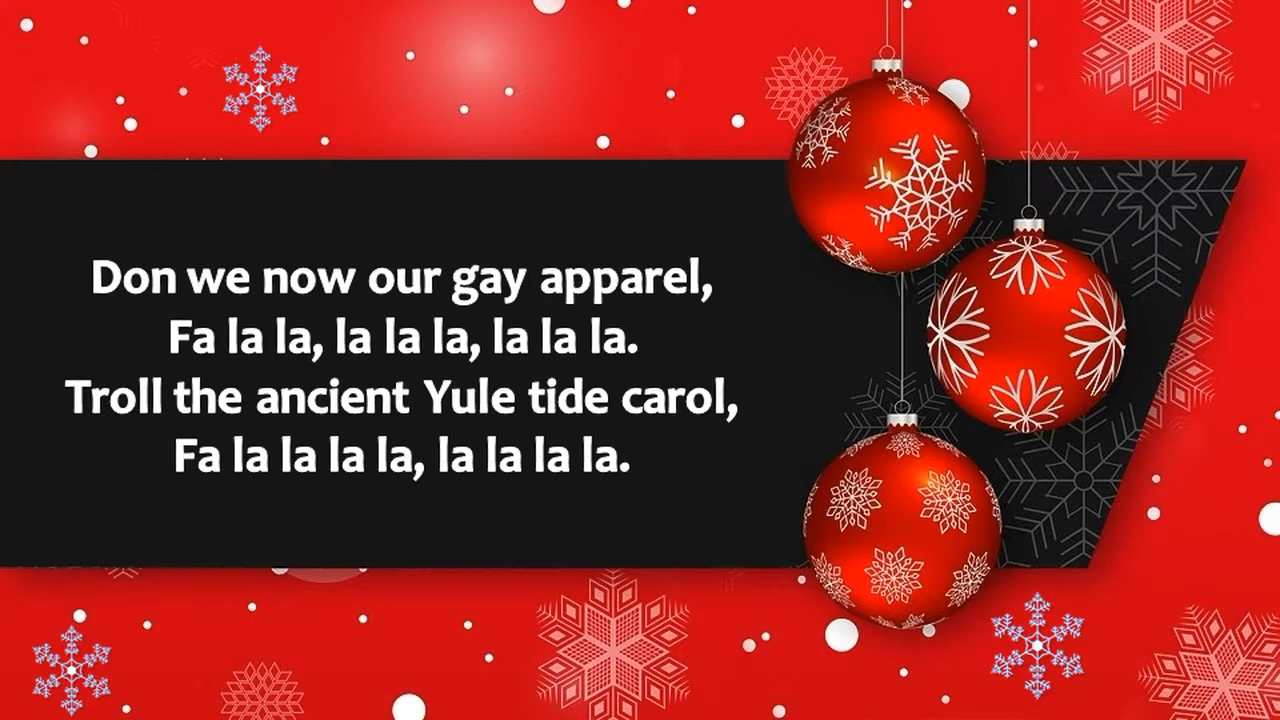 Don we now our gay apparel,
Fa la la, la la la, la la la.
Troll the ancient Yule tide carol,
Fa la la la la, la la la la.